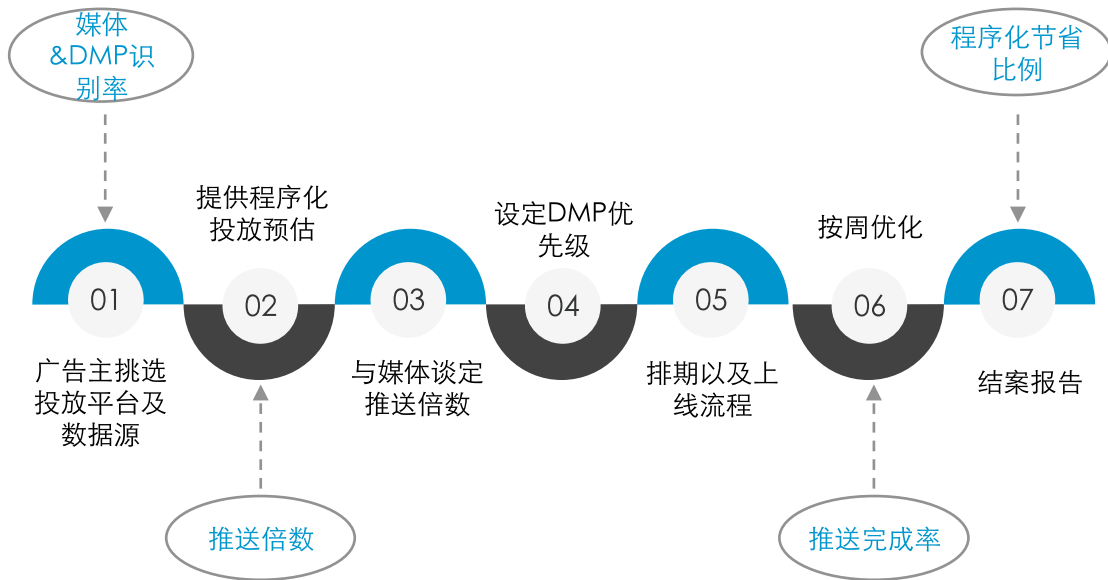 媒体
&DMP识
别率
程序化节省
比例
提供程序化
投放预估
设定DMP优
先级
按周优化
01
02
03
04
05
06
07
广告主挑选
投放平台及
数据源
与媒体谈定
推送倍数
排期以及上
线流程
结案报告
推送倍数
推送完成率